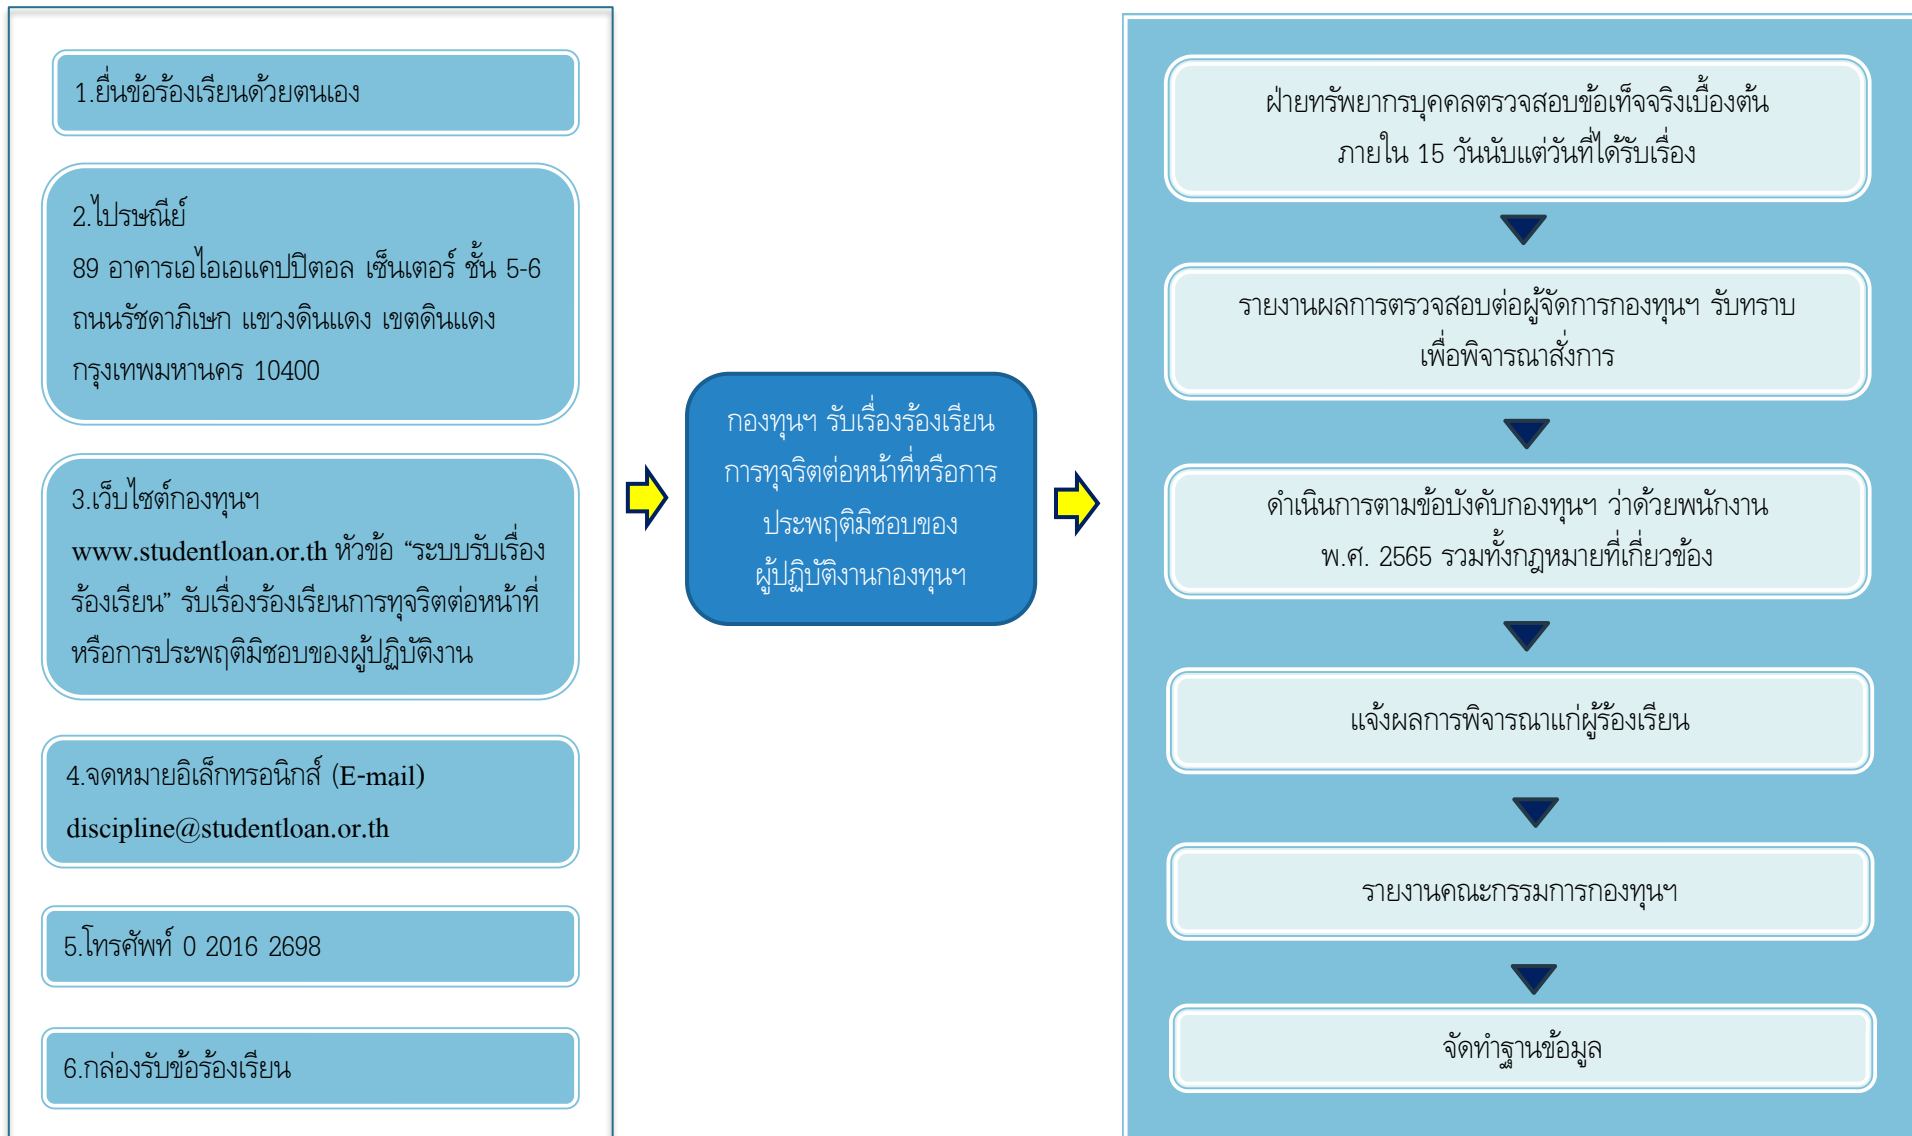 1.ยื่นข้อร้องเรียนด้วยตนเอง
2.ไปรษณีย์
89 อาคารเอไอเอแคปปิตอล เซ็นเตอร์ ชั้น 5-6
ถนนรัชดาภิเษก แขวงดินแดง เขตดินแดง
กรุงเทพมหานคร 10400
3.เว็บไซต์กองทุนฯ
www.studentloan.or.th หัวข้อ “ระบบรับเรื่อง
ร้องเรียน” รับเรื่องร้องเรียนการทุจริตต่อหน้าที่
หรือการประพฤติมิชอบของผู้ปฏิบัติงาน
4.จดหมายอิเล็กทรอนิกส์ (E-mail)
discipline@studentloan.or.th
5.โทรศัพท์ 0 2016 2698
6.กล่องรับข้อร้องเรียน
กองทุนฯ รับเรื่องร้องเรียน
การทุจริตต่อหน้าที่หรือการ
ประพฤติมิชอบของ
ผู้ปฏิบัติงานกองทุนฯ
ฝ่ายทรัพยากรบุคคลตรวจสอบข้อเท็จจริงเบื้องต้น
ภายใน 15 วันนับแต่วันที่ได้รับเรื่อง
รายงานผลการตรวจสอบต่อผู้จัดการกองทุนฯ รับทราบ
เพื่อพิจารณาสั่งการ
ดำเนินการตามข้อบังคับกองทุนฯ ว่าด้วยพนักงาน
พ.ศ. 2565 รวมทั้งกฎหมายที่เกี่ยวข้อง
แจ้งผลการพิจารณาแก่ผู้ร้องเรียน
รายงานคณะกรรมการกองทุนฯ
จัดทำฐานข้อมูล